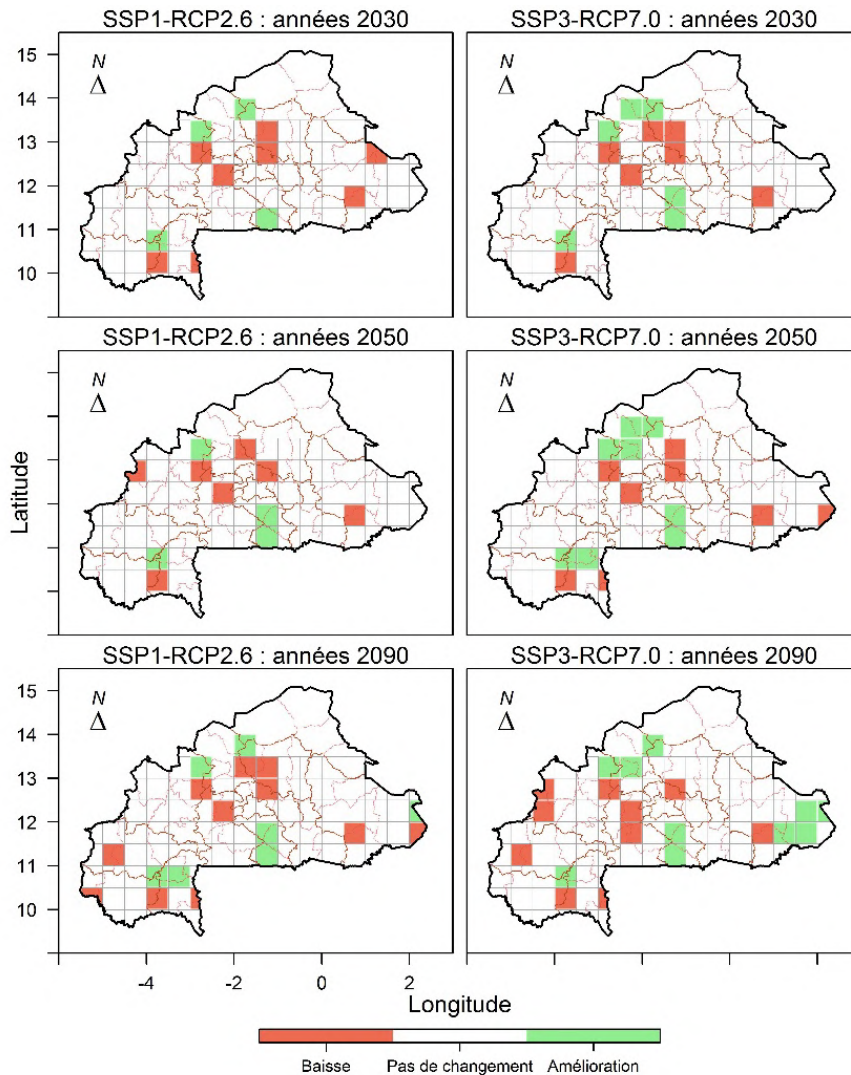 SSP1-RCP2.6 : années 2030
SSP3-RCP7.0 : années 2030
N
N
15
14
13
12
11
10
SSP1-RCP2.6 : années 2050
SSP3-RCP7.0 : années 2050
N
N
Latitude
SSP1-RCP2.6 : années 2090
SSP3-RCP7.0 : années 2090
N
N
15
14
13
12
11
10
-4 -2 0 2
Longitude
Baisse Pas de changement Amélioration